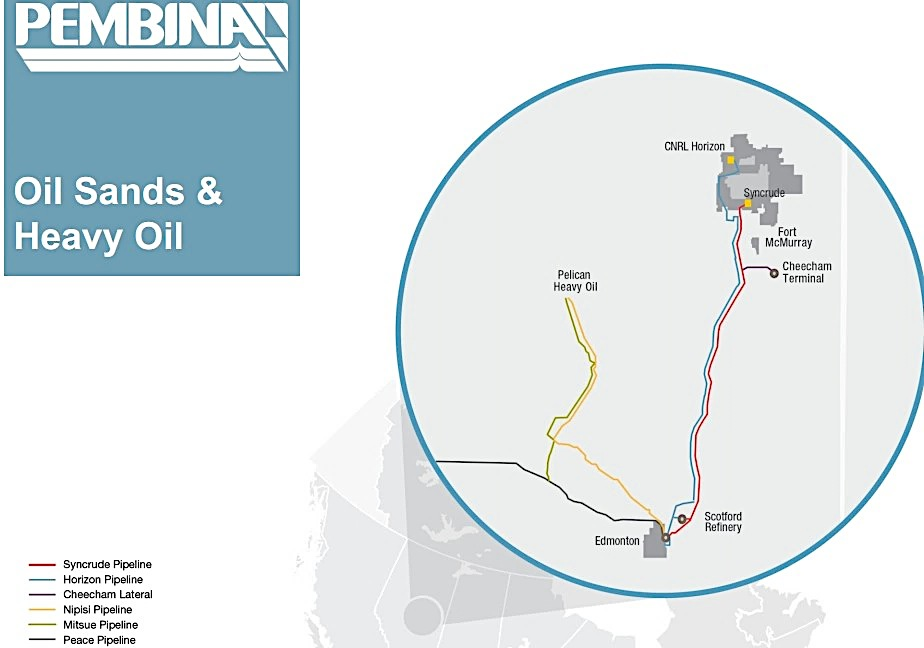 PEMBINA
Oil Sands &
Heavy Oil
CNRL Horizon
Syncrude
Fort
McMurray
Cheecham
Terminal
Pelican
Heavy Oil
Scotford
Refinery
Edmonton
Syncrude Pipeline
Horizon Pipeline
Cheecham Lateral
Nipisi Pipeline
Mitsue Pipeline
Peace Pipeline